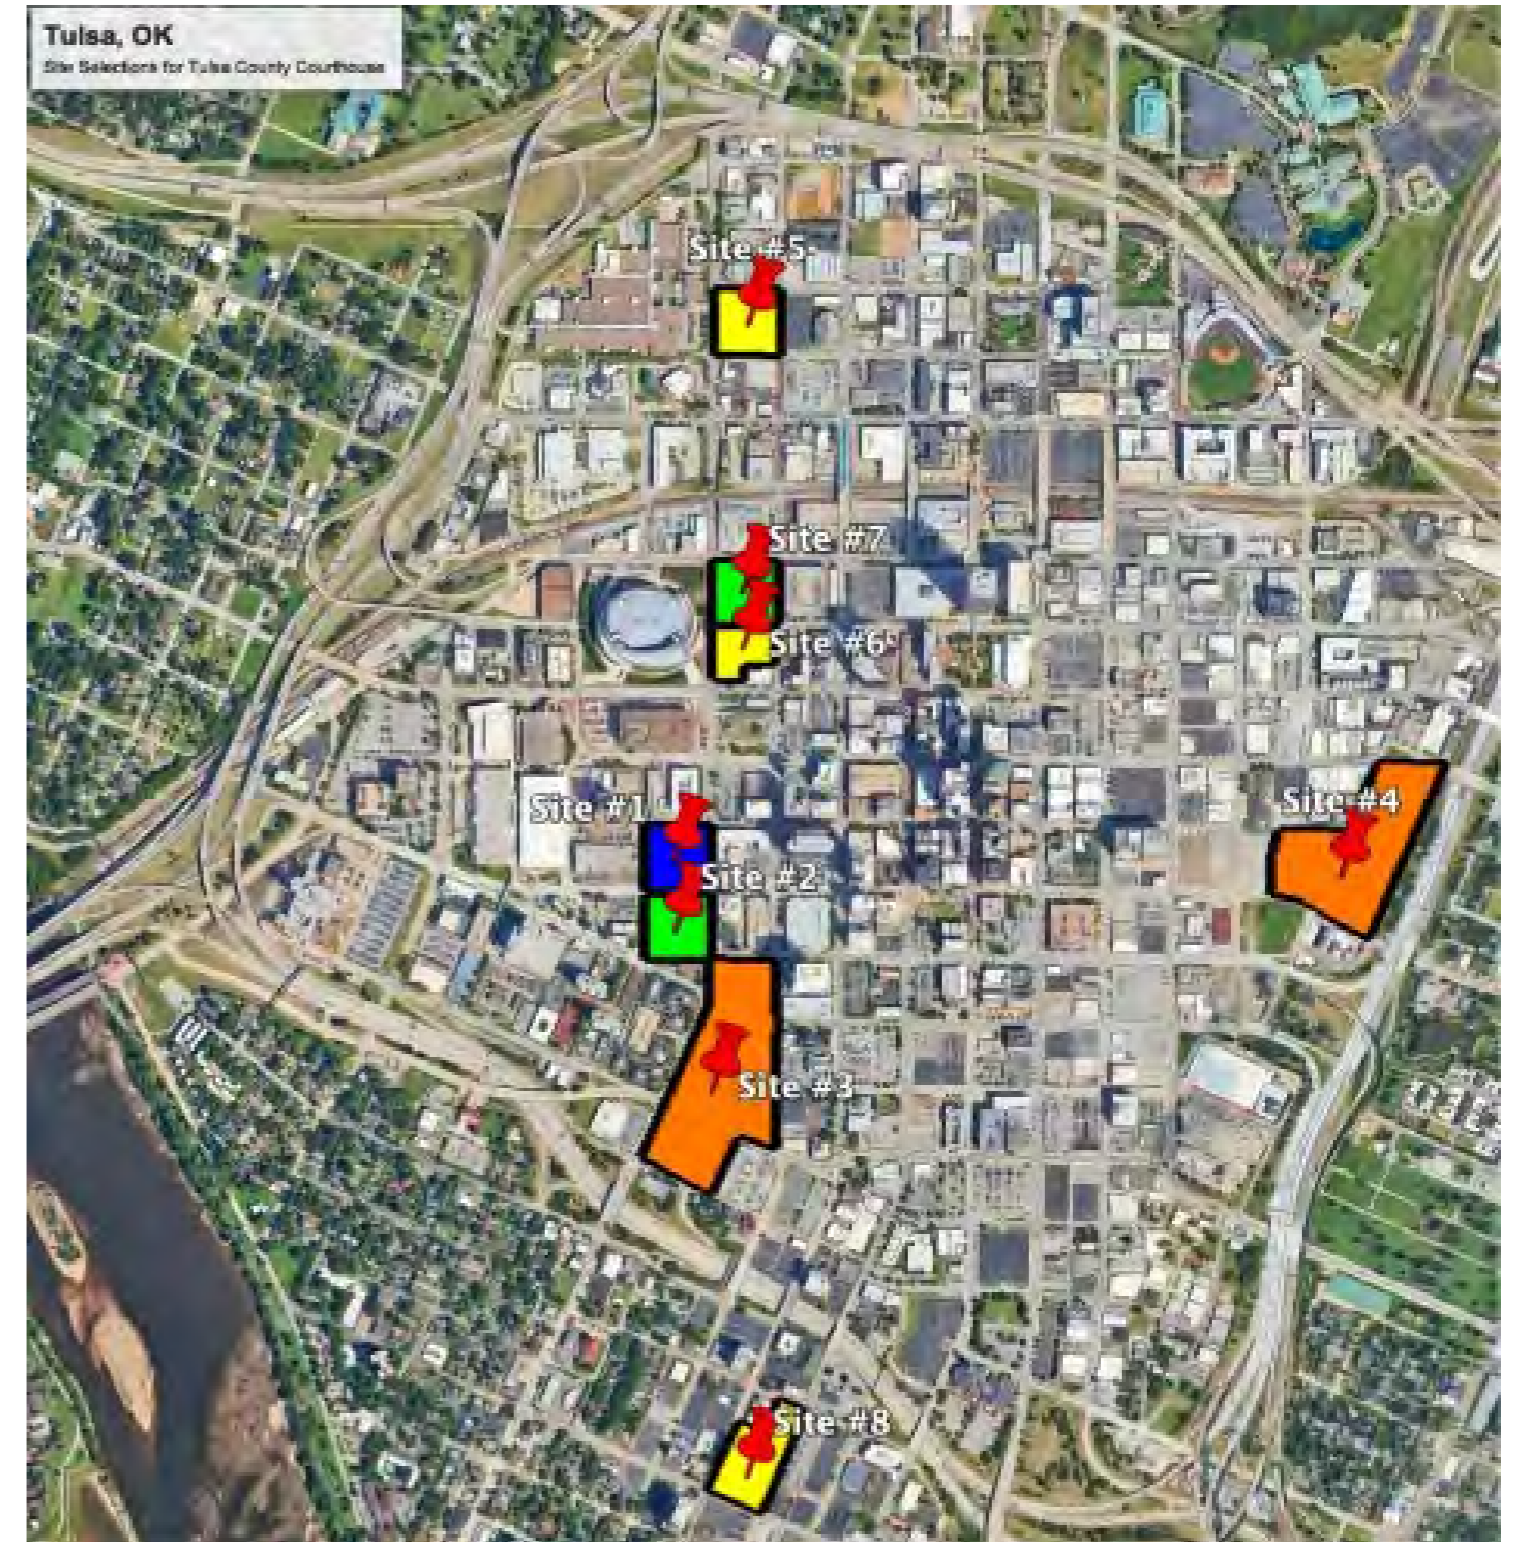 Tulsa, OK
Site Selections for Tulsa County Courthouse
Site #5
Site #7
Site #6
Site #1
Site #4
Site #2
Site #3
Site #8